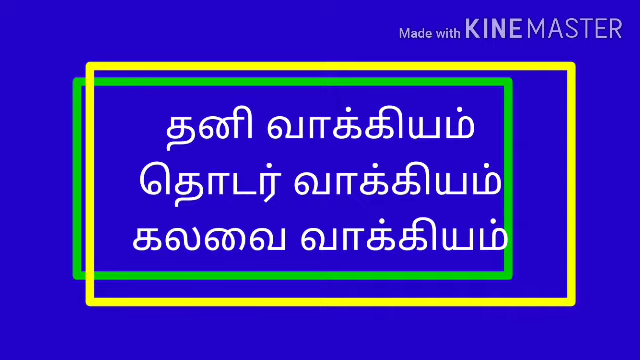 Made with KINEMASTER
தனி வாக்கியம்
தொடர் வாக்கியம்
கலவை வாக்கியம்